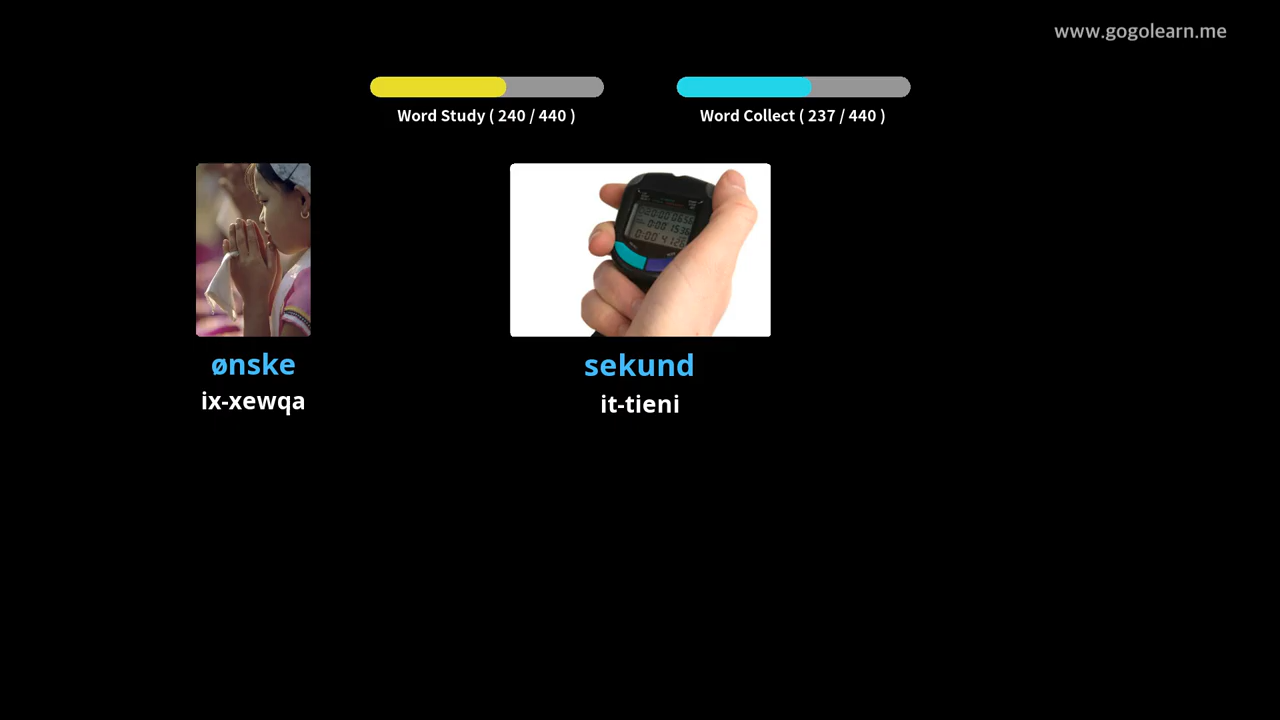 www.gogolearn.me
Word Study ( 240 / 440 )
Word Collect ( 237 / 440 )
ønske
ix-xewqa
sekund
it-tieni